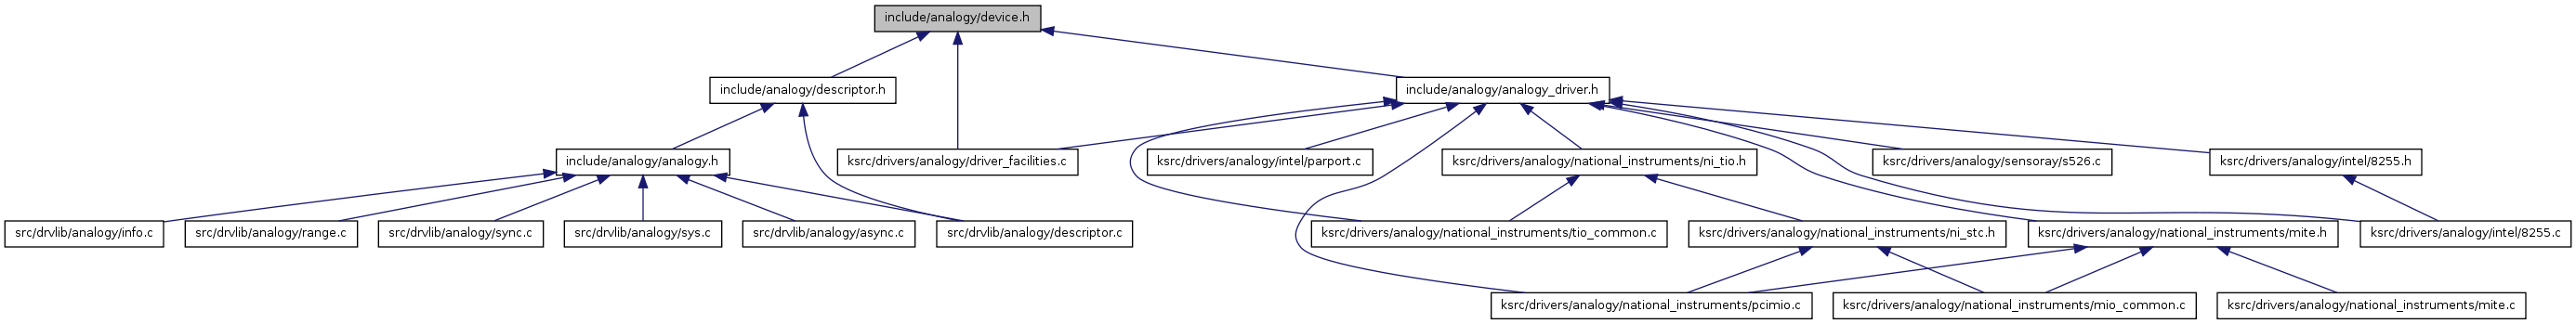 include/analogy/device.h
include/analogy/descriptor.h
include/analogy/analogy_driver.h
include/analogy/analogy.h
ksrc/drivers/analogy/driver_facilities.c
ksrc/drivers/analogy/intel/parport.c
ksrc/drivers/analogy/national_instruments/ni_tio.h
ksrc/drivers/analogy/sensoray/s526.c
ksrc/drivers/analogy/intel/8255.h
src/drvlib/analogy/info.c
src/drvlib/analogy/range.c
src/drvlib/analogy/sync.c
src/drvlib/analogy/sys.c
src/drvlib/analogy/async.c
src/drvlib/analogy/descriptor.c
ksrc/drivers/analogy/national_instruments/tio_common.c
ksrc/drivers/analogy/national_instruments/ni_stc.h
ksrc/drivers/analogy/national_instruments/mite.h
ksrc/drivers/analogy/intel/8255.c
ksrc/drivers/analogy/national_instruments/pcimio.c
ksrc/drivers/analogy/national_instruments/mio_common.c
ksrc/drivers/analogy/national_instruments/mite.c